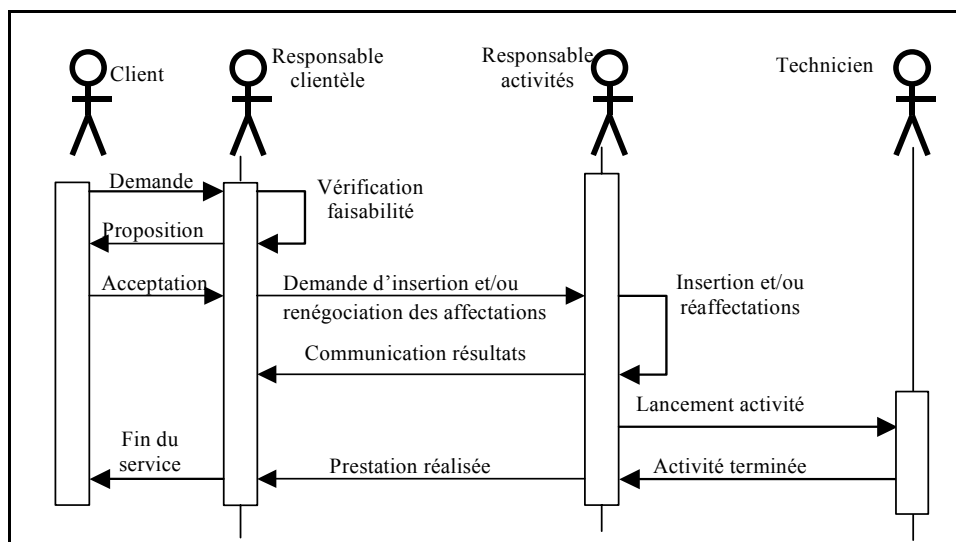 Client
Responsable
clientèle
Responsable
activités
Technicien
Demande
Vérification
faisabilité
Proposition
Acceptation
Demande d’insertion et/ou
renégociation des affectations
Insertion et/ou
réaffectations
Communication résultats
Lancement activité
Fin du
service
Prestation réalisée
Activité terminée